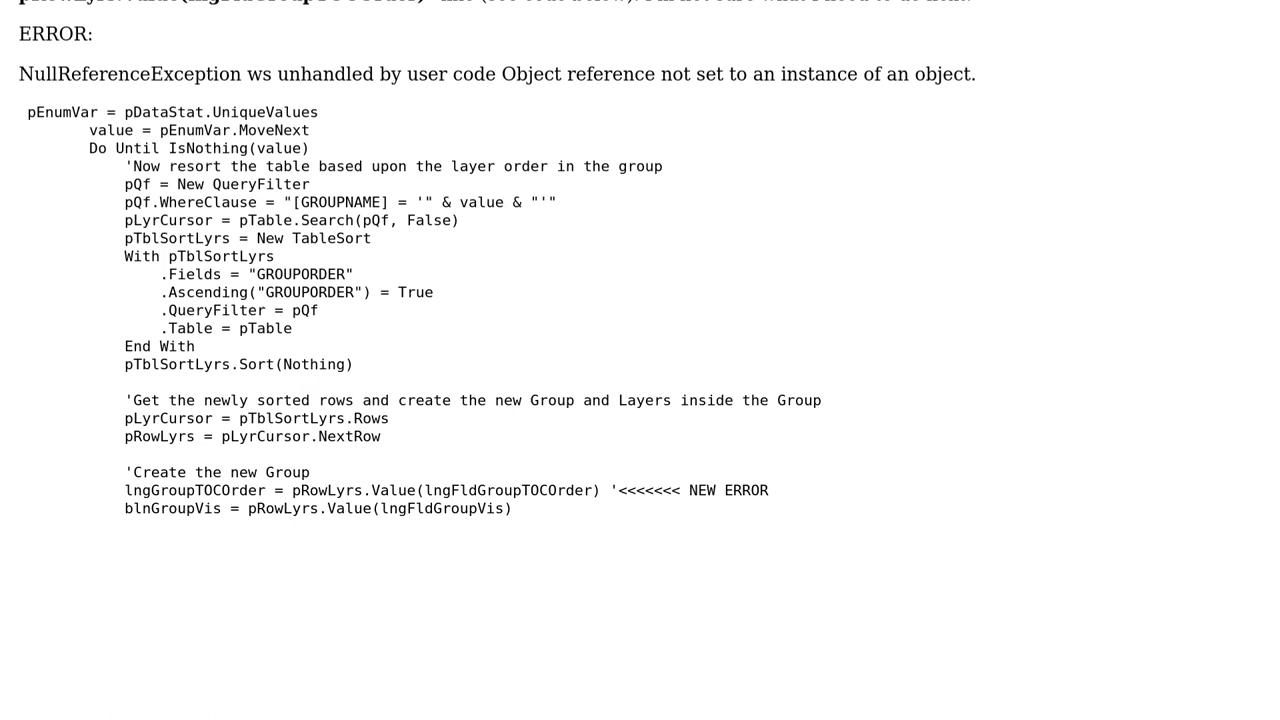 ERROR:
NullReferenceException ws unhandled by user code Object reference not set to an instance of an object.
pEnumVar = pDataStat.UniqueValues
value = pEnumVar.MoveNext
Do Until IsNothing(value)
'Now resort the table based upon the layer order in the group
pQf = New QueryFilter
pQf.WhereClause = "[GROUPNAME] = '" & value & "'"
pLyrCursor = pTable.Search(pQf, False)
pTblSortLyrs = New TableSort
With pTblSortLyrs
.Fields = "GROUPORDER"
.Ascending("GROUPORDER") = True
.QueryFilter = pQf
.Table = pTable
End With
pTblSortLyrs.Sort(Nothing)
'Get the newly sorted rows and create the new Group and Layers inside the Group
pLyrCursor = pTblSortLyrs.Rows
pRowLyrs = pLyrCursor.NextRow
'Create the new Group
lngGroupTOCOrder = pRowLyrs.Value(lngFldGroupTOCOrder) '<<<<<<< NEW ERROR
blnGroupVis = pRowLyrs.Value(lngFldGroupVis)